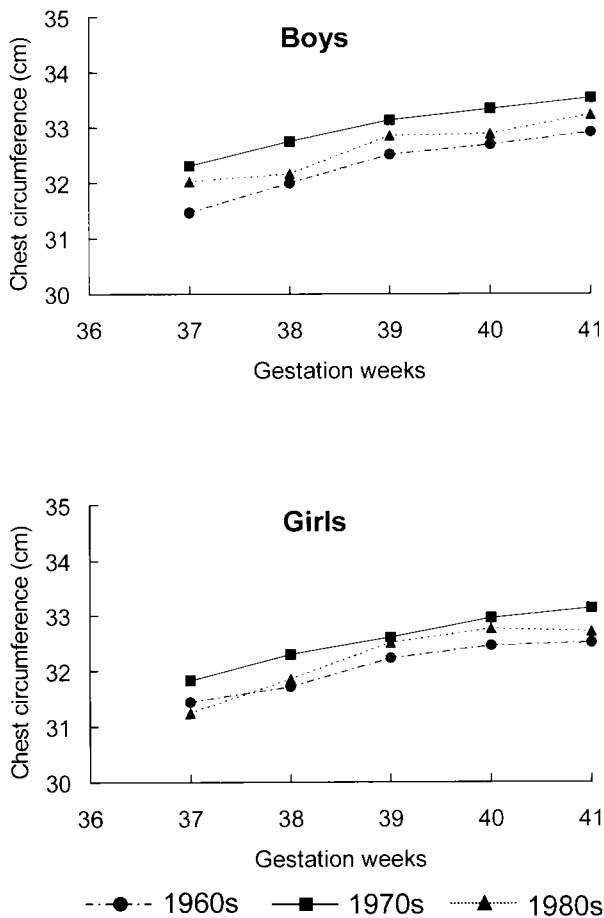 Boys
Chest circumference (cm)
35
34
33
32
31
30
36 37 38 39 40 41
Gestation weeks
Girls
Chest circumference (cm)
35
34
33
32
31
30
36 37 38 39 40 41
Gestation weeks
1960s 1970s 1980s